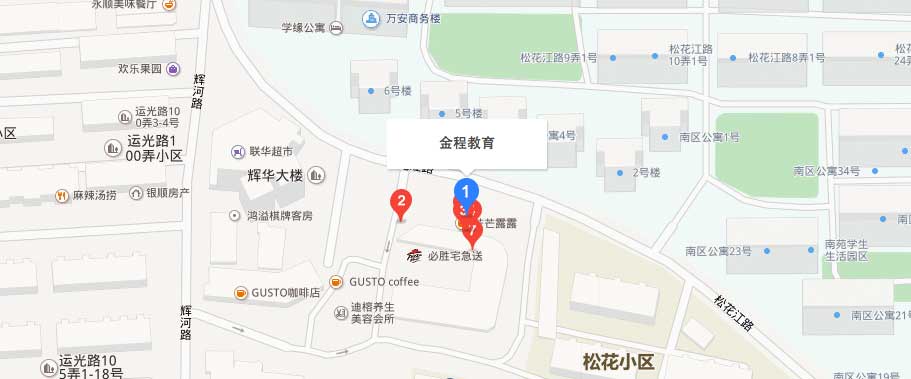 永顺美味餐厅
万安商务楼
学缘公寓
松花江路9弄1号
松花江路
10弄1号
松花江路8弄1号
松花江路
24弄
欢乐果园
辉河路
6号楼
5号楼
运光路10
0弄3-4号
小区
运光路1
00弄小区
金程教育
寓4号
南区公寓1号
联华超市
辉华大楼
2号楼
南区公寓34号
麻辣汤捞
银顺房产
1
2
3
7
鸿溢棋牌客房
芒露露
必胜宅急送
南区公寓23号
南苑学生
生活园区
GUSTO coffee
GUSTO咖啡店
迪榕养生
美容会所
辉河路
松花江路
南区公寓21号
运光路10
5弄1-18号
松花小区
南区公寓19号